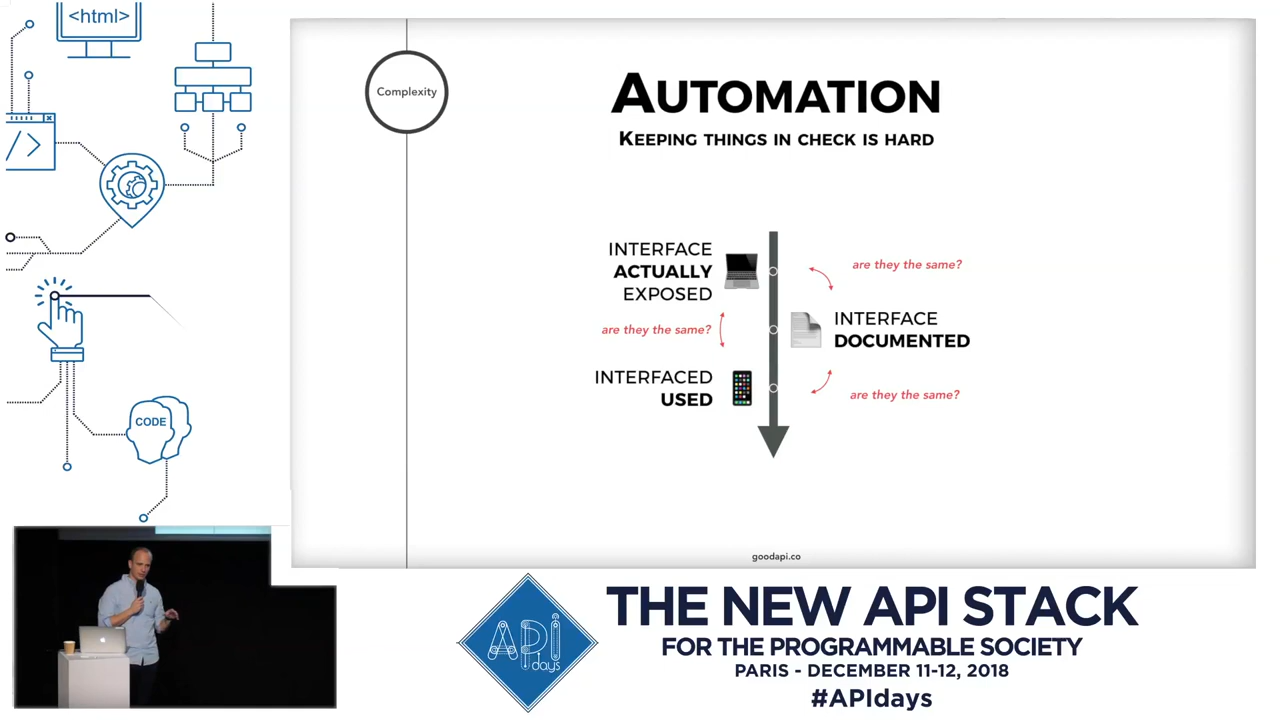 <html>
</>
CODE
Complexity
AUTOMATION
KEEPING THINGS IN CHECK IS HARD
INTERFACE
ACTUALLY
EXPOSED
are they the same?
are they the same?
INTERFACE
DOCUMENTED
INTERFACED
USED
are they the same?
goodapi.co
API
days
THE NEW API STACK
FOR THE PROGRAMMABLE SOCIETY
PARIS - DECEMBER 11-12, 2018
#APIdays